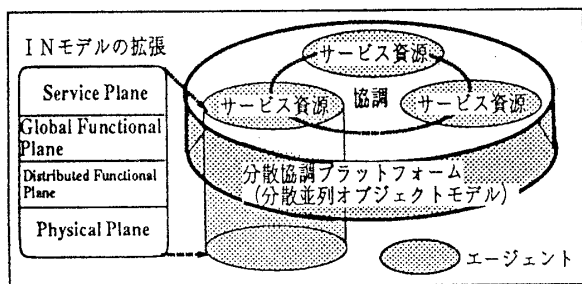 INモデルの拡張
Service Plane
Global Functional
Plane
Distributed Functional
Plane
Physical Plane
サービス資源
サービス資源
協調
サービス資源
分散協調プラットフォーム
(分散並列オブジェクトモデル)
エージェント